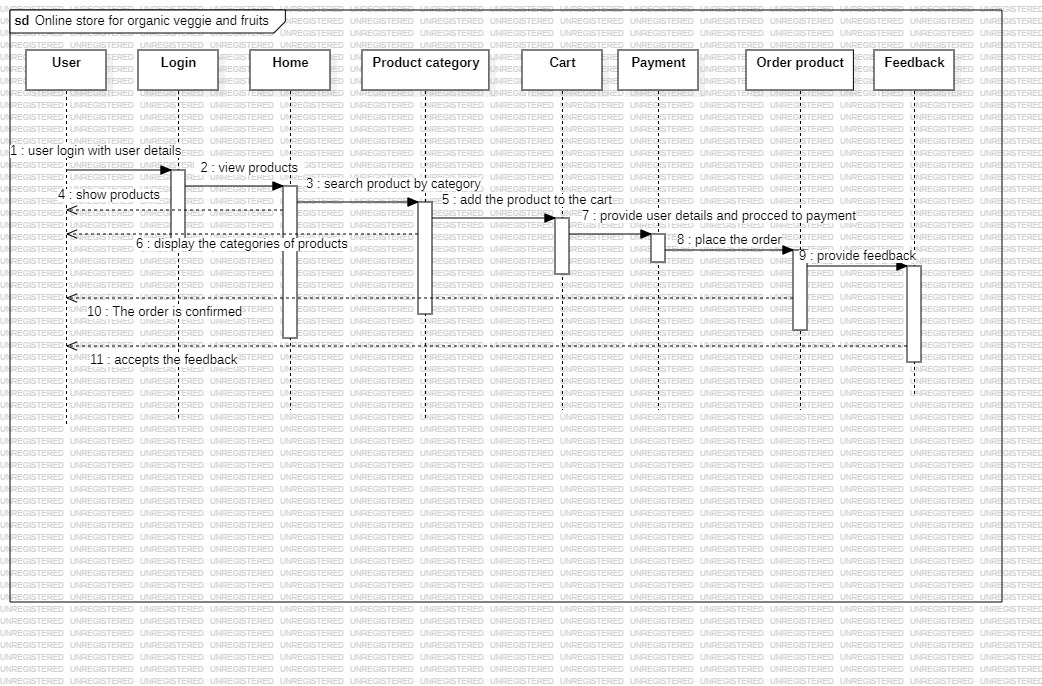 sd Online store for organic veggie and fruits
User
Login
Home
Product category
Cart
Payment
Order product
Feedback
1 : user login with user details
2 : view products
3 : search product by category
4 : show products
5 : add the product to the cart
6 : display the categories of products
7 : provide user details and procced to payment
8 : place the order
9 : provide feedback
10 : The order is confirmed
11 : accepts the feedback
UNREGISTERED